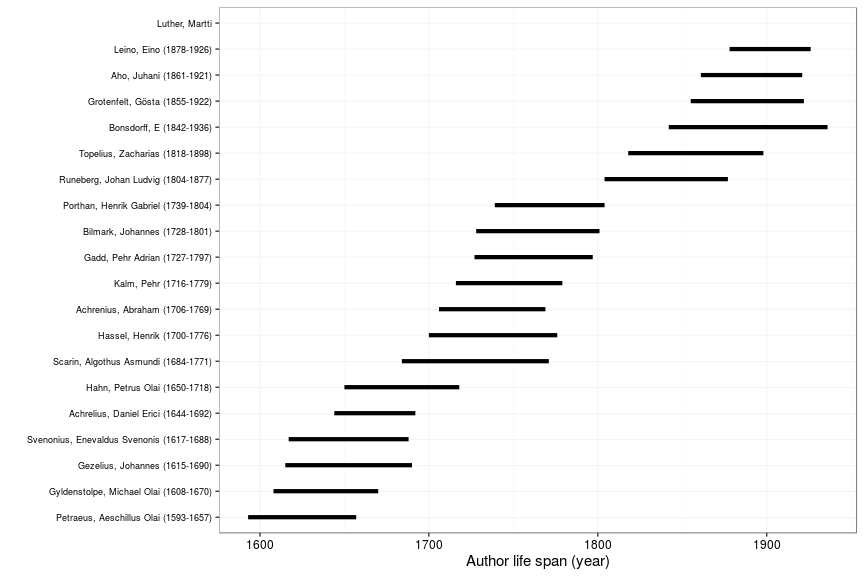 Luther, Martti
Leino, Eino (1878-1926)
Aho, Juhani (1861-1921)
Grotenfelt, Gösta (1855-1922)
Bonsdorff, E (1842-1936)
Topelius, Zacharias (1818-1898)
Runeberg, Johan Ludvig (1804-1877)
Porthan, Henrik Gabriel (1739-1804)
Bilmark, Johannes (1728-1801)
Gadd, Pehr Adrian (1727-1797)
Kalm, Pehr (1716-1779)
Achrenius, Abraham (1706-1769)
Hassel, Henrik (1700-1776)
Scarin, Algothus Asmundi (1684-1771)
Hahn, Petrus Olai (1650-1718)
Achrelius, Daniel Erici (1644-1692)
Svenonius, Enevaldus Svenonis (1617-1688)
Gezelius, Johannes (1615-1690)
Gyldenstolpe, Michael Olai (1608-1670)
Petraeus, Aeschillus Olai (1593-1657)
1600 1700 1800 1900
Author life span (year)